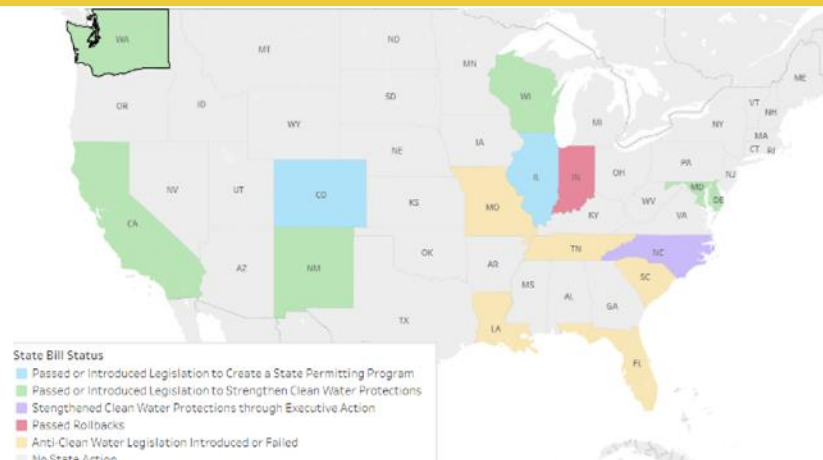 WA
MT
ND
MN
ME
OR
ID
SD
WI
VT
NH
WY
MI
NY
MA
CT
RI
IA
NE
PA
NJ
NV
UT
CO
IL
IN
OH
MD
DE
KS
MO
WV
VA
KY
CA
OK
TN
NC
AZ
NM
AR
SC
MS
AL
GA
TX
LA
FL
State Bill Status
Passed or Introduced Legislation to Create a State Permitting Program
Passed or Introduced Legislation to Strengthen Clean Water Protections
Stengthened Clean Water Protections through Executive Action
Passed Rollbacks
Anti-Clean Water Legislation Introduced or Failed
No State Action